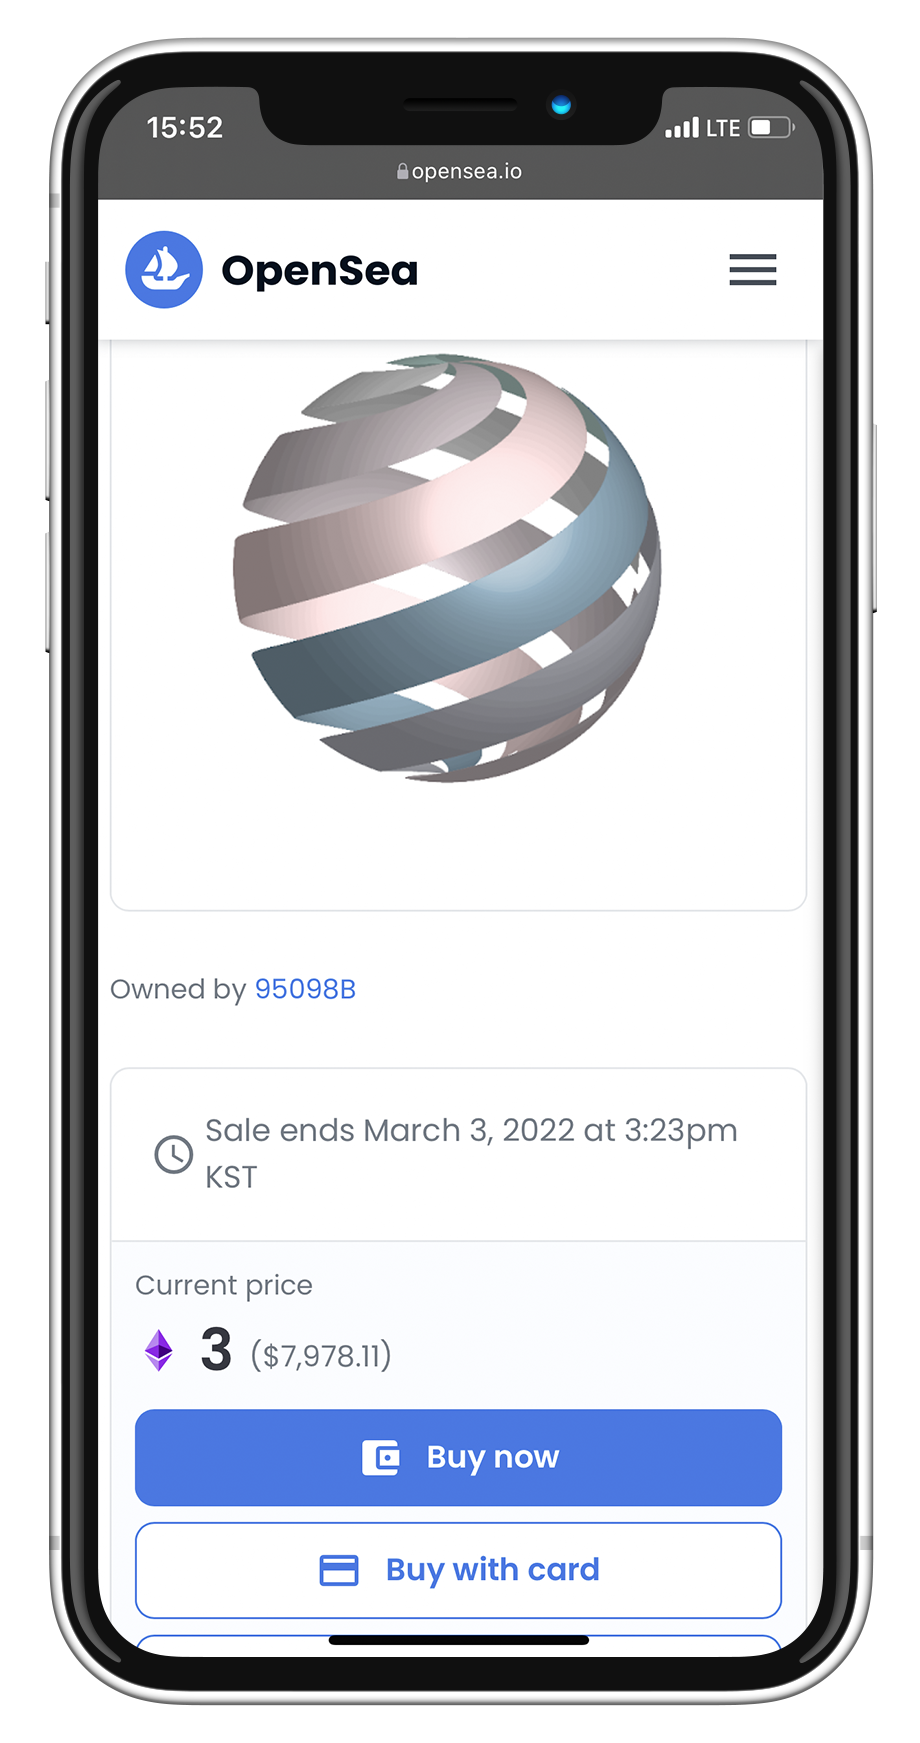 15:52
LTE
opensea.io
OpenSea
Owned by 95098B
Sale ends March 3, 2022 at 3:23pm
KST
Current price
3 ($7,978.11)
Buy now
Buy with card